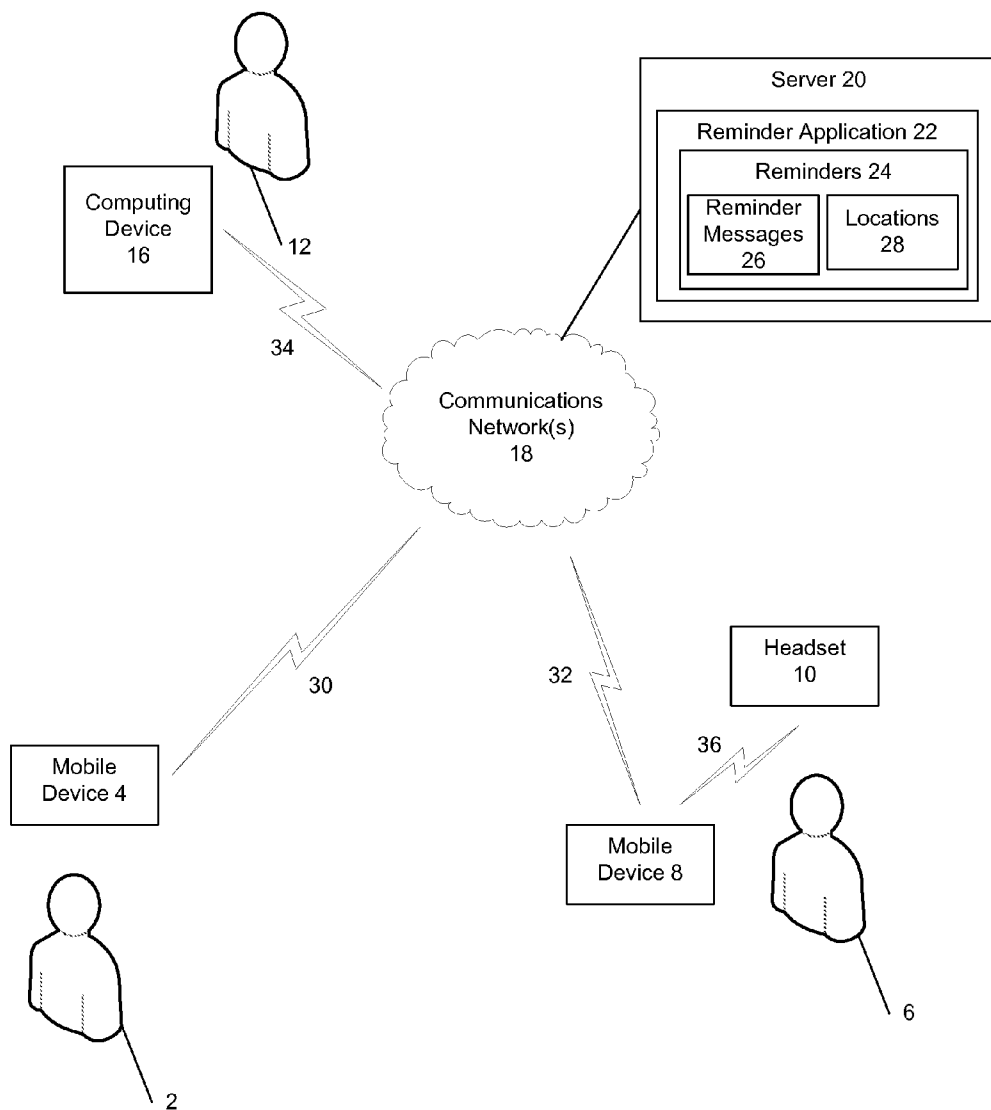 Server 20
Reminder Application 22
Reminders 24
Reminder
Messages
26
Locations
28
Computing
Device
16
12
34
Communications
Network(s)
18
30
32
Headset
10
36
Mobile
Device 4
Mobile
Device 8
6
2